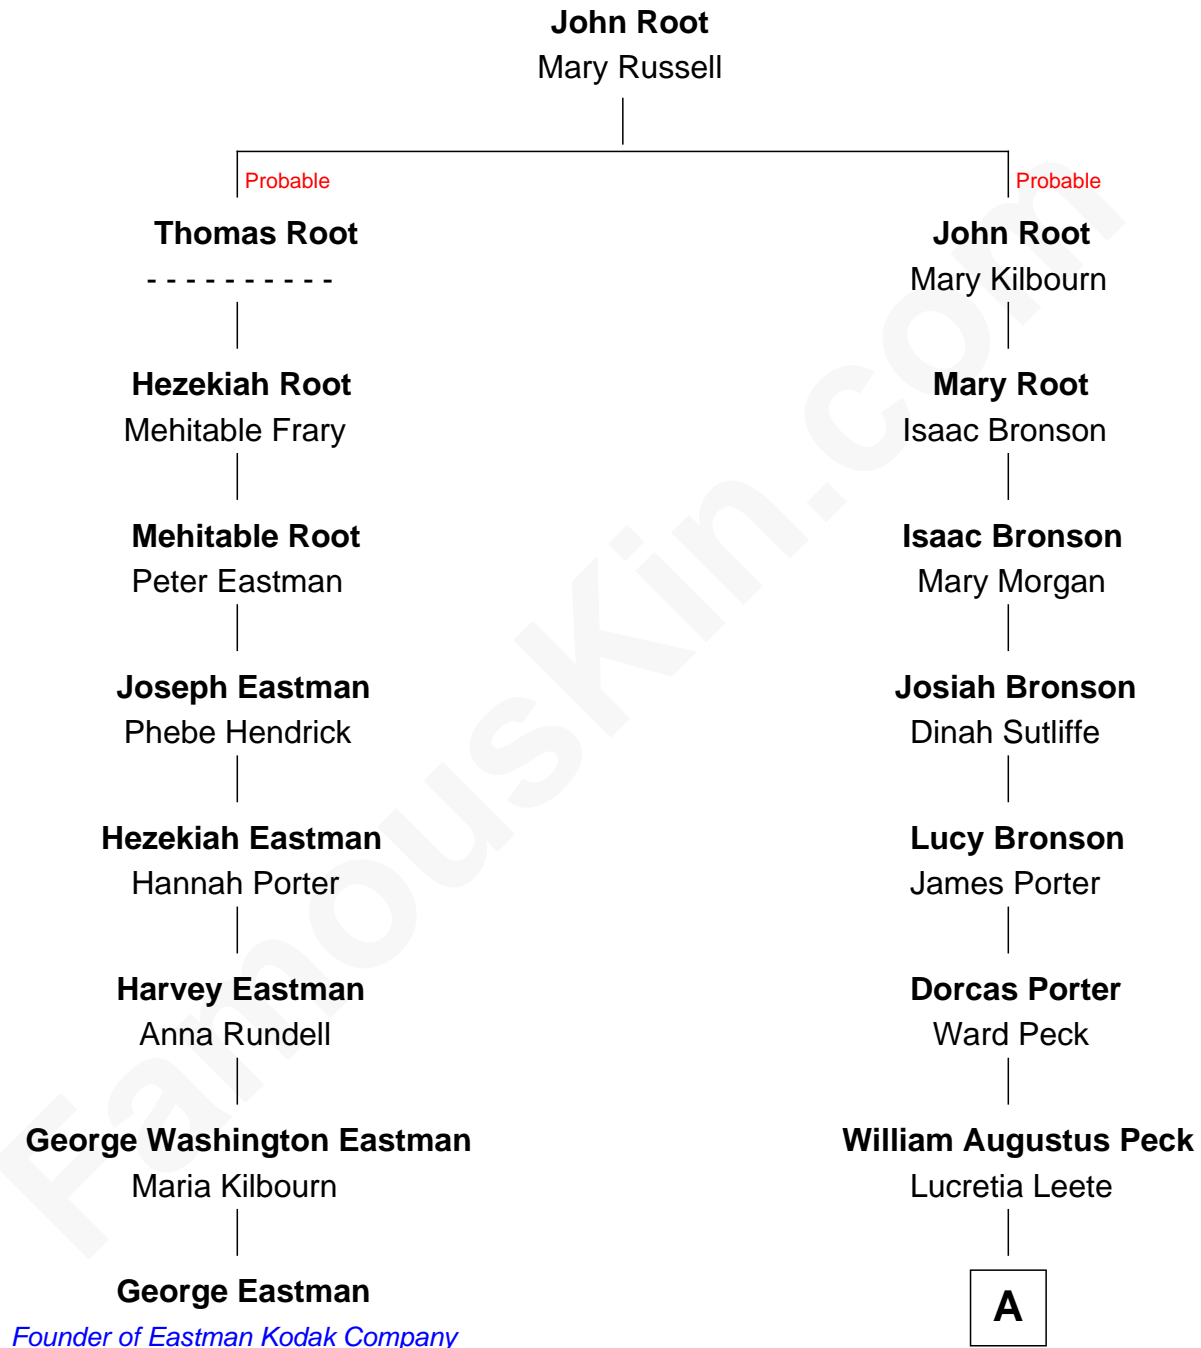 John Root
Mary Russell
Probable
Probable
Thomas Root
John Root
- - - - - - - - - -
Mary Kilbourn
Hezekiah Root
Mary Root
Mehitable Frary
Isaac Bronson
Mehitable Root
Isaac Bronson
Peter Eastman
Mary Morgan
Joseph Eastman
Josiah Bronson
Phebe Hendrick
Dinah Sutliffe
Hezekiah Eastman
Lucy Bronson
Hannah Porter
James Porter
Harvey Eastman
Dorcas Porter
Anna Rundell
Ward Peck
George Washington Eastman
William Augustus Peck
Maria Kilbourn
Lucretia Leete
George Eastman
A
Founder of Eastman Kodak Company
FamousKin.com